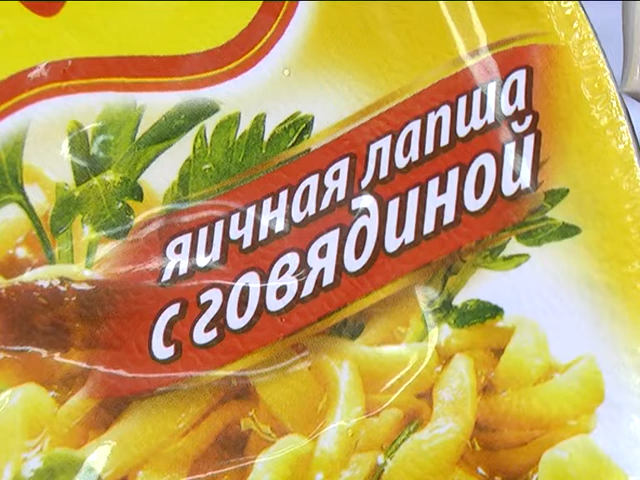 яичная лапша
с говядиной